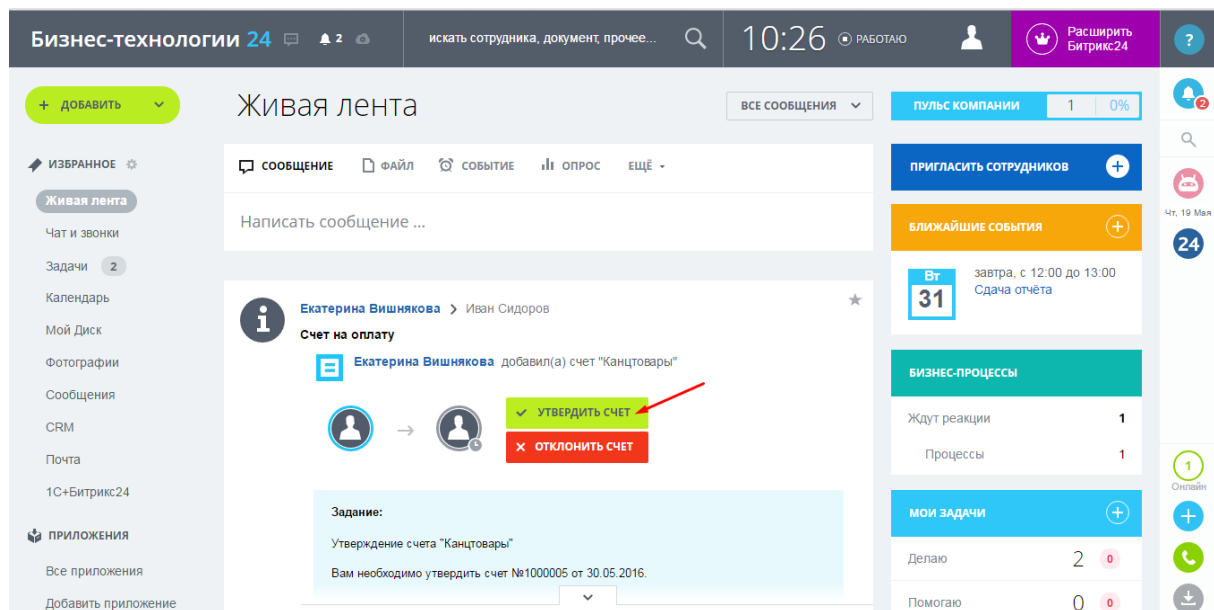 Бизнес-технологии 24
2
искать сотрудника, документ, прочее...
10:26
РАБОТАЮ
Расширить
Битрикс24
?
+ ДОБАВИТЬ
ИЗБРАННОЕ
Живая лента
Чат и звонки
Задачи 2
Календарь
Мой Диск
Фотографии
Сообщения
CRM
Почта
1С+Битрикс24
ПРИЛОЖЕНИЯ
Все приложения
Добавить приложение
Живая лента
ВСЕ СООБЩЕНИЯ
СООБЩЕНИЕ ФАЙЛ СОБЫТИЕ ОПРОС ЕЩЁ
Написать сообщение ...
Екатерина Вишнякова > Иван Сидоров
Счет на оплату
Екатерина Вишнякова добавил(а) счет "Канцтовары"
УТВЕРДИТЬ СЧЕТ
ОТКЛОНИТЬ СЧЕТ
Задание:
Утверждение счета "Канцтовары"
Вам необходимо утвердить счет №1000005 от 30.05.2016.
ПУЛЬС КОМПАНИИ 1 0%
ПРИГЛАСИТЬ СОТРУДНИКОВ
БЛИЖАЙШИЕ СОБЫТИЯ
Вт
31
завтра, с 12:00 до 13:00
Сдача отчёта
БИЗНЕС-ПРОЦЕССЫ
Ждут реакции 1
Процессы 1
МОИ ЗАДАЧИ
Делаю 2 0
Помогаю 0 0
2
Чт, 19 Мая
24
1
Онлайн